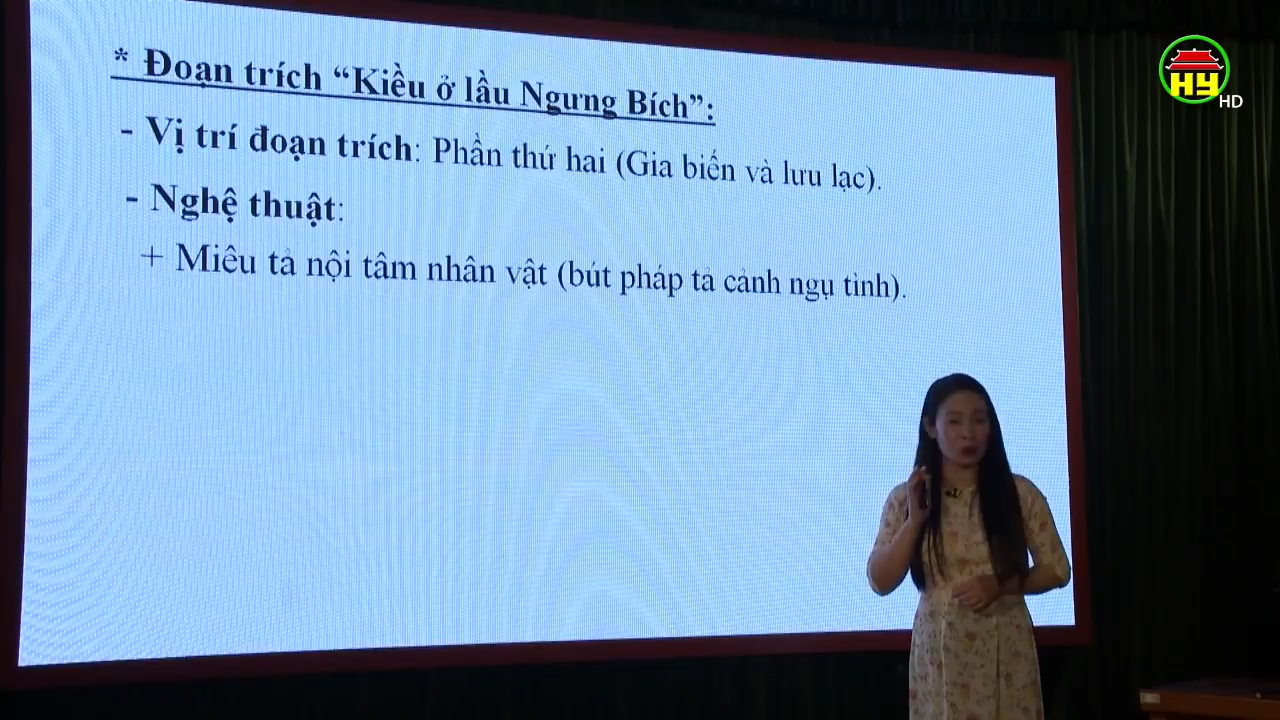 * Đoạn trích “Kiều ở lầu Ngưng Bích”:
- Vị trí đoạn trích: Phần thứ hai (Gia biến và lưu lạc).
- Nghệ thuật:
+ Miêu tả nội tâm nhân vật (bút pháp tả cảnh ngụ tình).
HY
HD